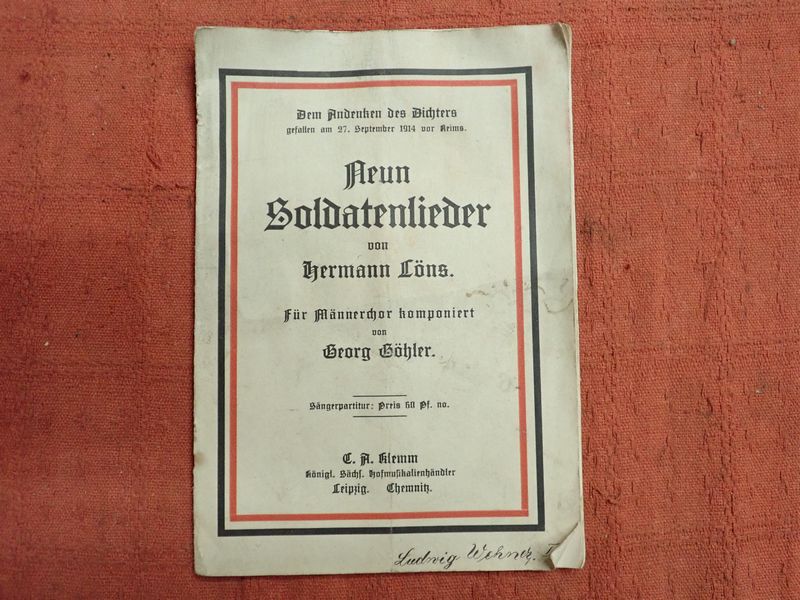 Dem Andenken des Dichters
gefallen am 27. September 1914 vor Reims.
Neun
Soldatenlieder
von
Hermann Löns.
Für Männerchor komponiert
von
Georg Göhler.
Sängerpartitur: Preis 60 Pf. no.
C. A. Klemm
Königl. Sächs. Hofmusikalienhändler
Leipzig. Chemnitz.
Ludwig Wehner.